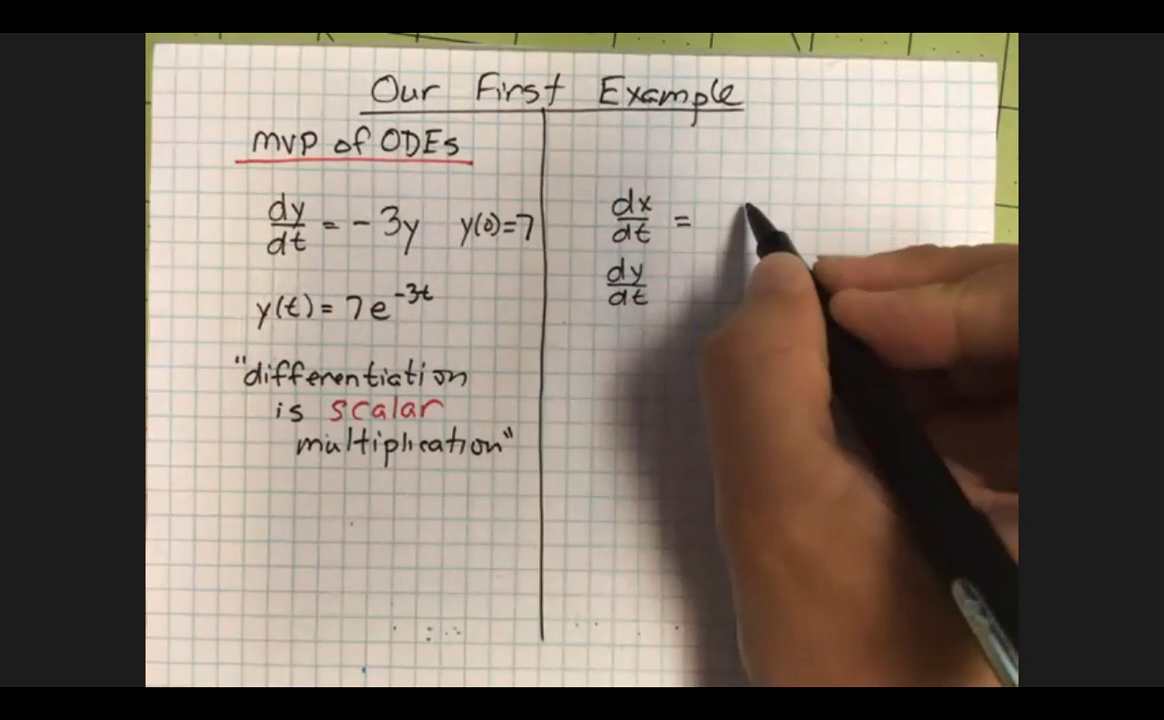 Our First Example
MVP of ODEs
dy/dt = -3y y(0)=7
y(t) = 7e^-3t
"differentiation
is scalar
multiplication"
dx/dt =
dy/dt